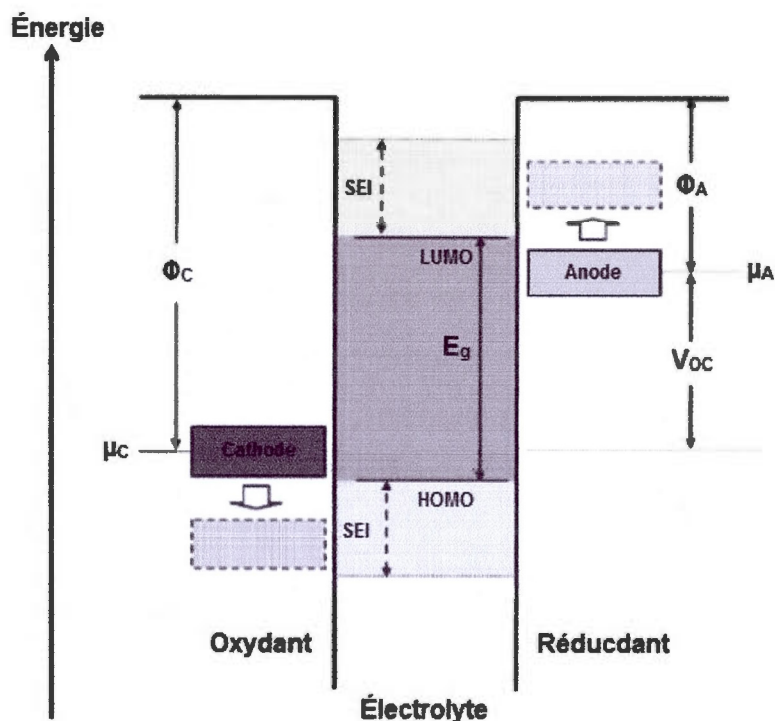 Énergie
SEI
LUMO
ΦC
Eg
ΦA
Anode
μA
VOC
μC
Cathode
HOMO
SEI
Oxydant
Réducdant
Électrolyte